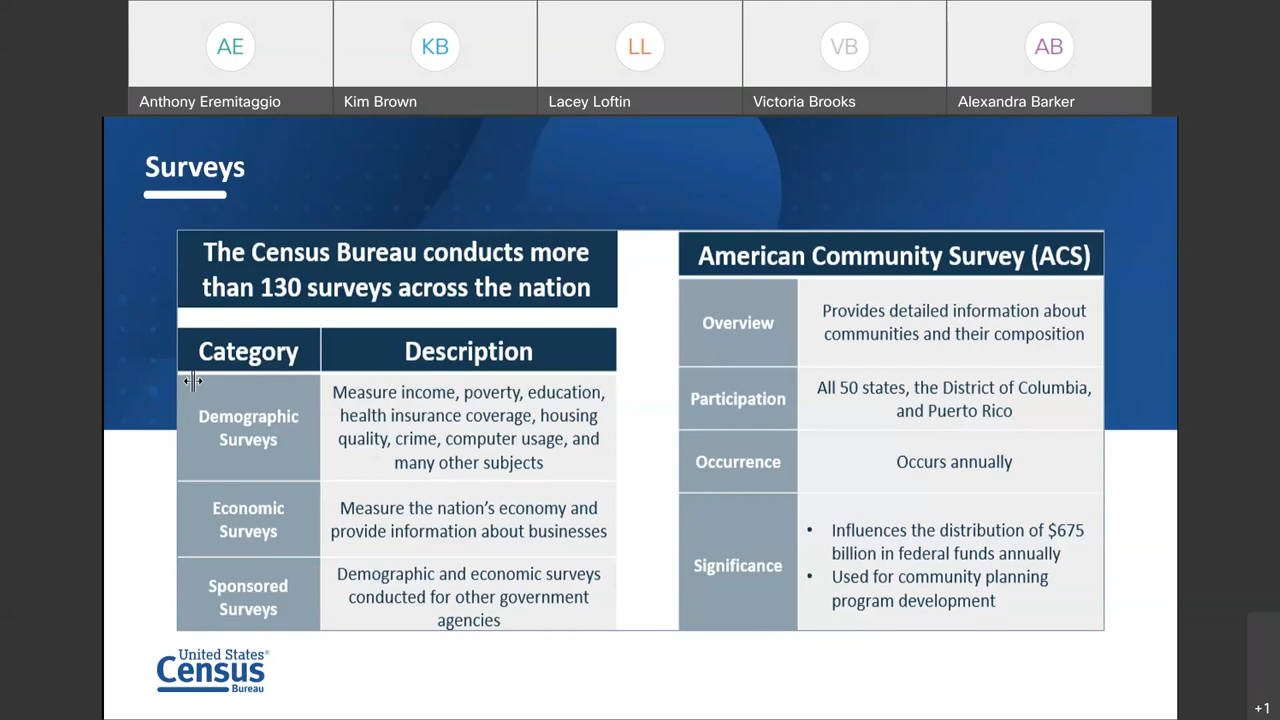 AE
KB
LL
VB
AB
Anthony Eremitaggio
Kim Brown
Lacey Loftin
Victoria Brooks
Alexandra Barker
Surveys
The Census Bureau conducts more
than 130 surveys across the nation
Category
Description
Demographic
Surveys
Measure income, poverty, education,
health insurance coverage, housing
quality, crime, computer usage, and
many other subjects
Economic
Surveys
Measure the nation’s economy and
provide information about businesses
Sponsored
Surveys
Demographic and economic surveys
conducted for other government
agencies
American Community Survey (ACS)
Overview
Provides detailed information about
communities and their composition
Participation
All 50 states, the District of Columbia,
and Puerto Rico
Occurrence
Occurs annually
Significance
• Influences the distribution of $675
billion in federal funds annually
• Used for community planning
program development
United States®
Census
Bureau
+1